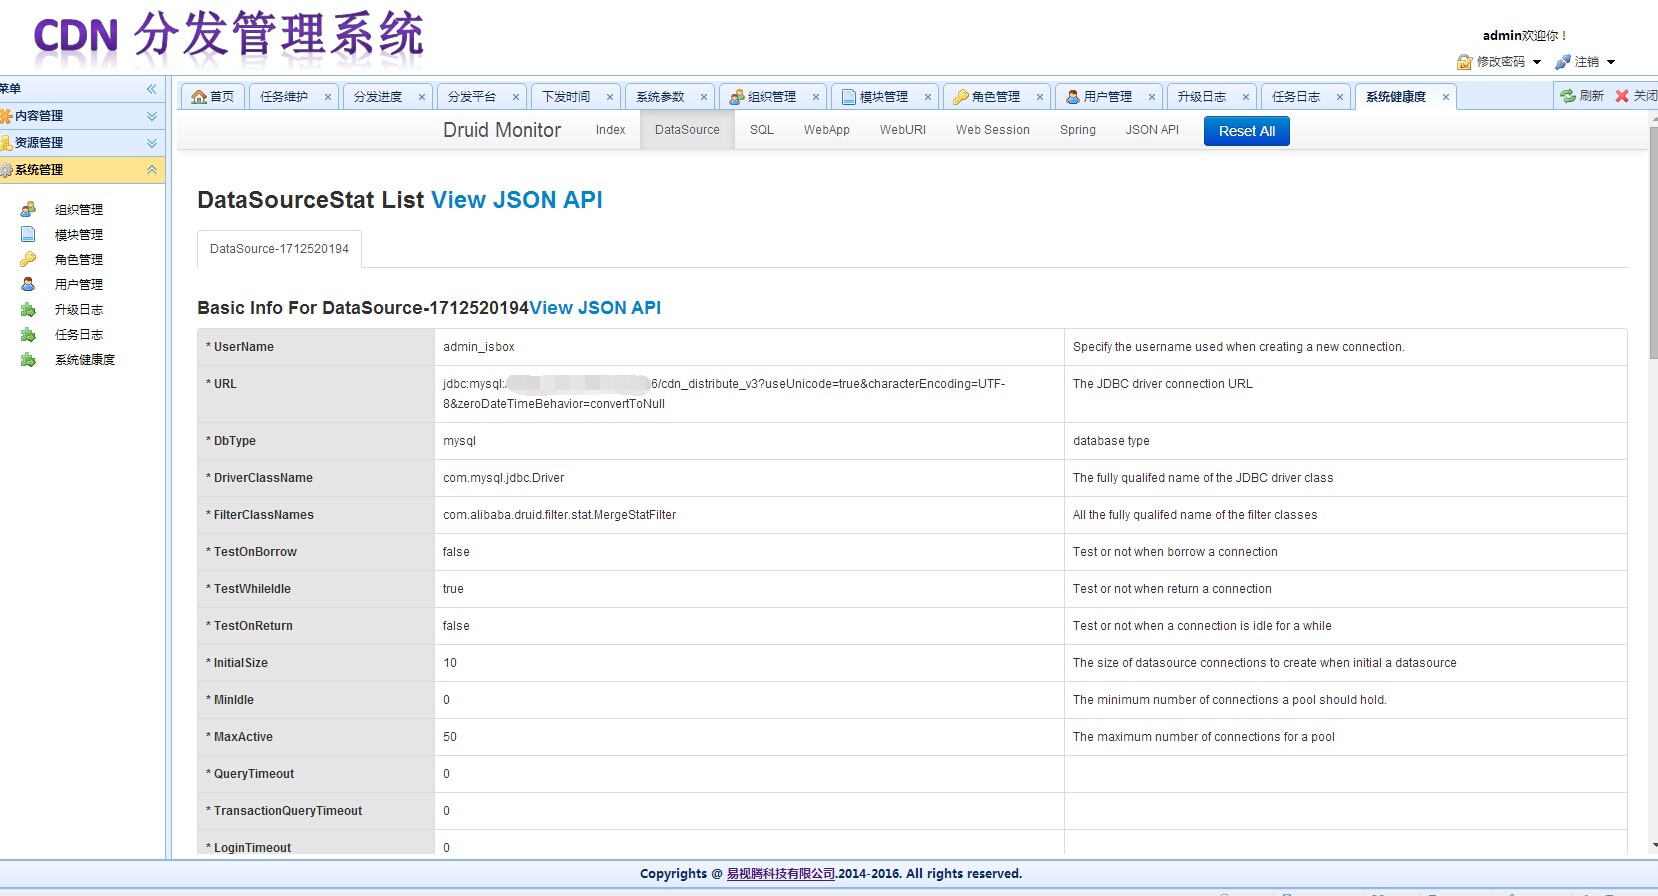 CDN 分发管理系统
admin欢迎你！
修改密码 注销
菜单
内容管理
资源管理
系统管理
组织管理
模块管理
角色管理
用户管理
升级日志
任务日志
系统健康度
首页 任务维护 × 分发进度 × 分发平台 × 下发时间 × 系统参数 × 组织管理 × 模块管理 × 角色管理 × 用户管理 × 升级日志 × 任务日志 × 系统健康度 × 刷新 关闭
Druid Monitor Index DataSource SQL WebApp WebURI Web Session Spring JSON API Reset All
DataSourceStat List View JSON API
DataSource-1712520194
Basic Info For DataSource-1712520194View JSON API
* UserName admin_isbox Specify the username used when creating a new connection.
* URL jdbc:mysql:/ 6/cdn_distribute_v3?useUnicode=true&characterEncoding=UTF- The JDBC driver connection URL
8&zeroDateTimeBehavior=convertToNull
* DbType mysql database type
* DriverClassName com.mysql.jdbc.Driver The fully qualifed name of the JDBC driver class
* FilterClassNames com.alibaba.druid.filter.stat.MergeStatFilter All the fully qualifed name of the filter classes
* TestOnBorrow false Test or not when borrow a connection
* TestWhileIdle true Test or not when return a connection
* TestOnReturn false Test or not when a connection is idle for a while
* InitialSize 10 The size of datasource connections to create when initial a datasource
* MinIdle 0 The minimum number of connections a pool should hold.
* MaxActive 50 The maximum number of connections for a pool
* QueryTimeout 0
* TransactionQueryTimeout 0
* LoginTimeout 0
Copyrights @ 易视腾科技有限公司.2014-2016. All rights reserved.